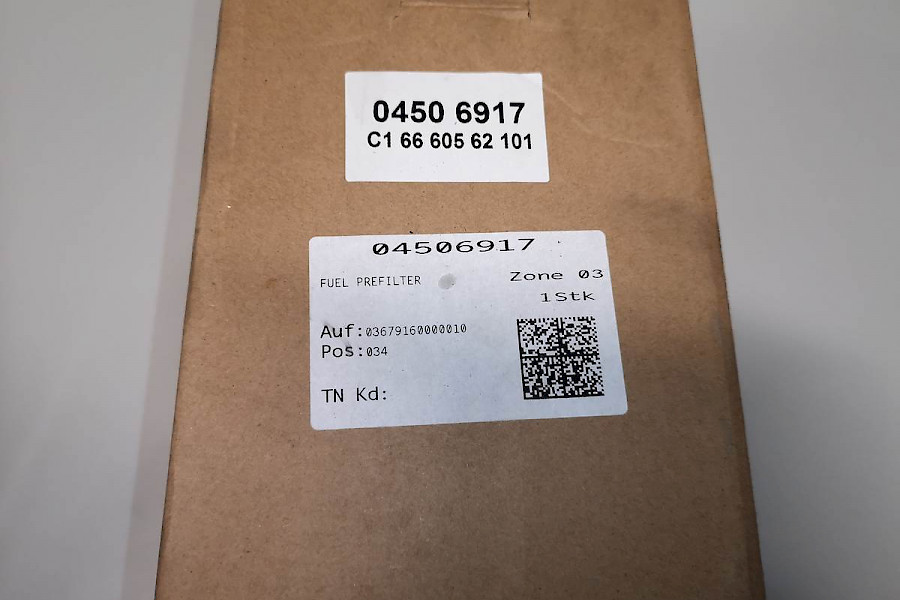 0450 6917
C1 66 605 62 101
04506917
FUEL PREFILTER
Zone 03
1Stk
Auf:03679160000010
Pos:034
TN Kd: